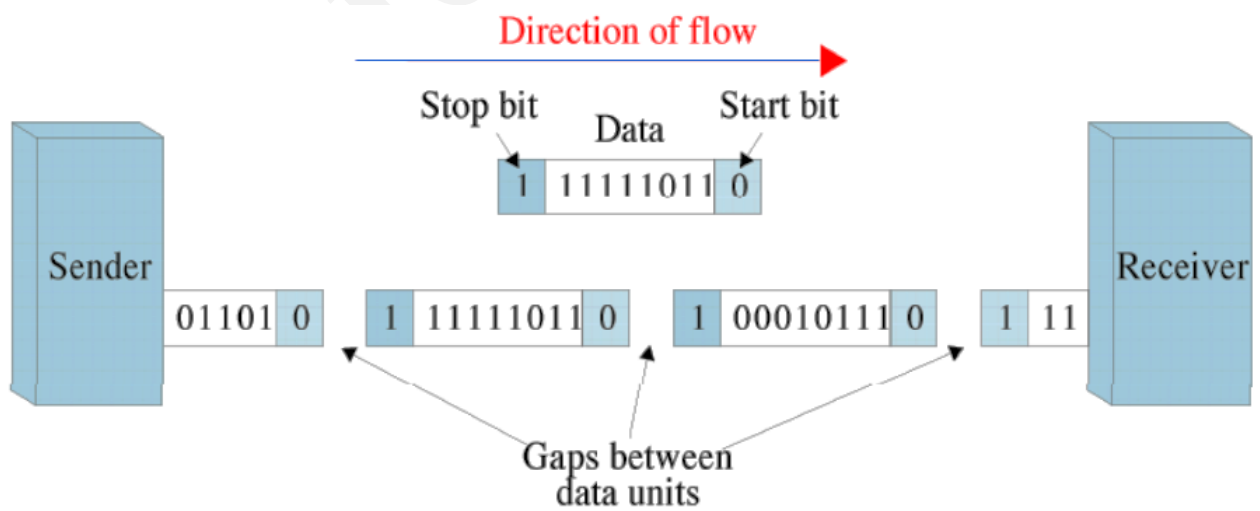 Direction of flow
Stop bit
Data
Start bit
1 11111011 0
Sender
Receiver
01101 0
1 11111011 0
1 00010111 0
1 11
Gaps between
data units